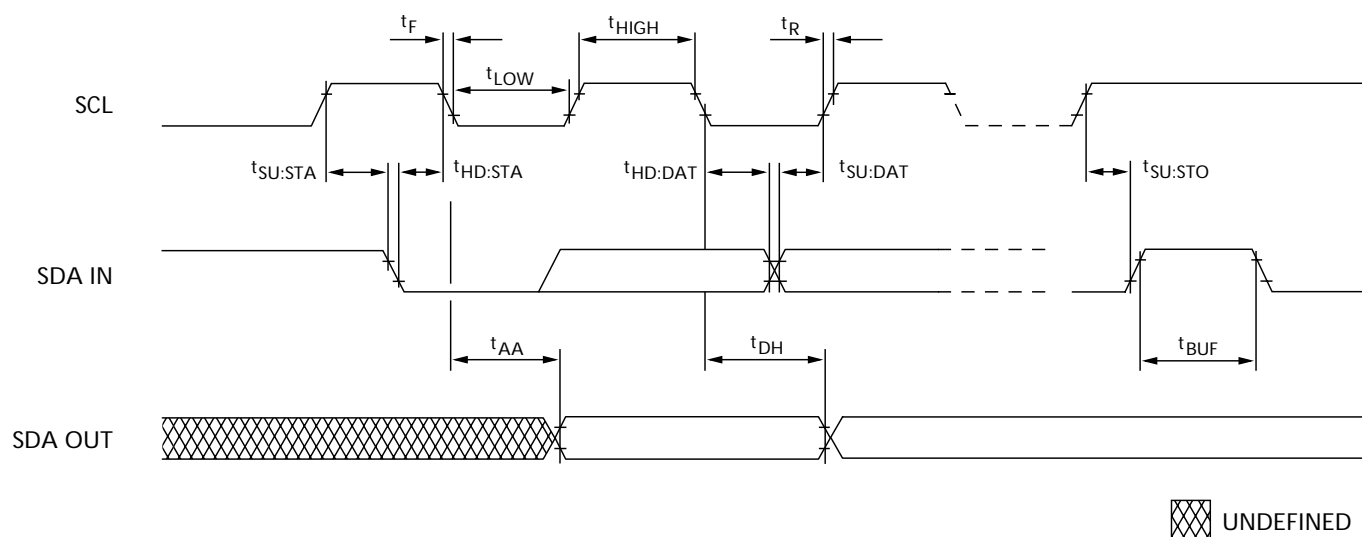 tF
tHIGH
tR
tLOW
SCL
tSU:STA
tHD:STA
tHD:DAT
tSU:DAT
tSU:STO
SDA IN
tAA
tDH
tBUF
SDA OUT
UNDEFINED